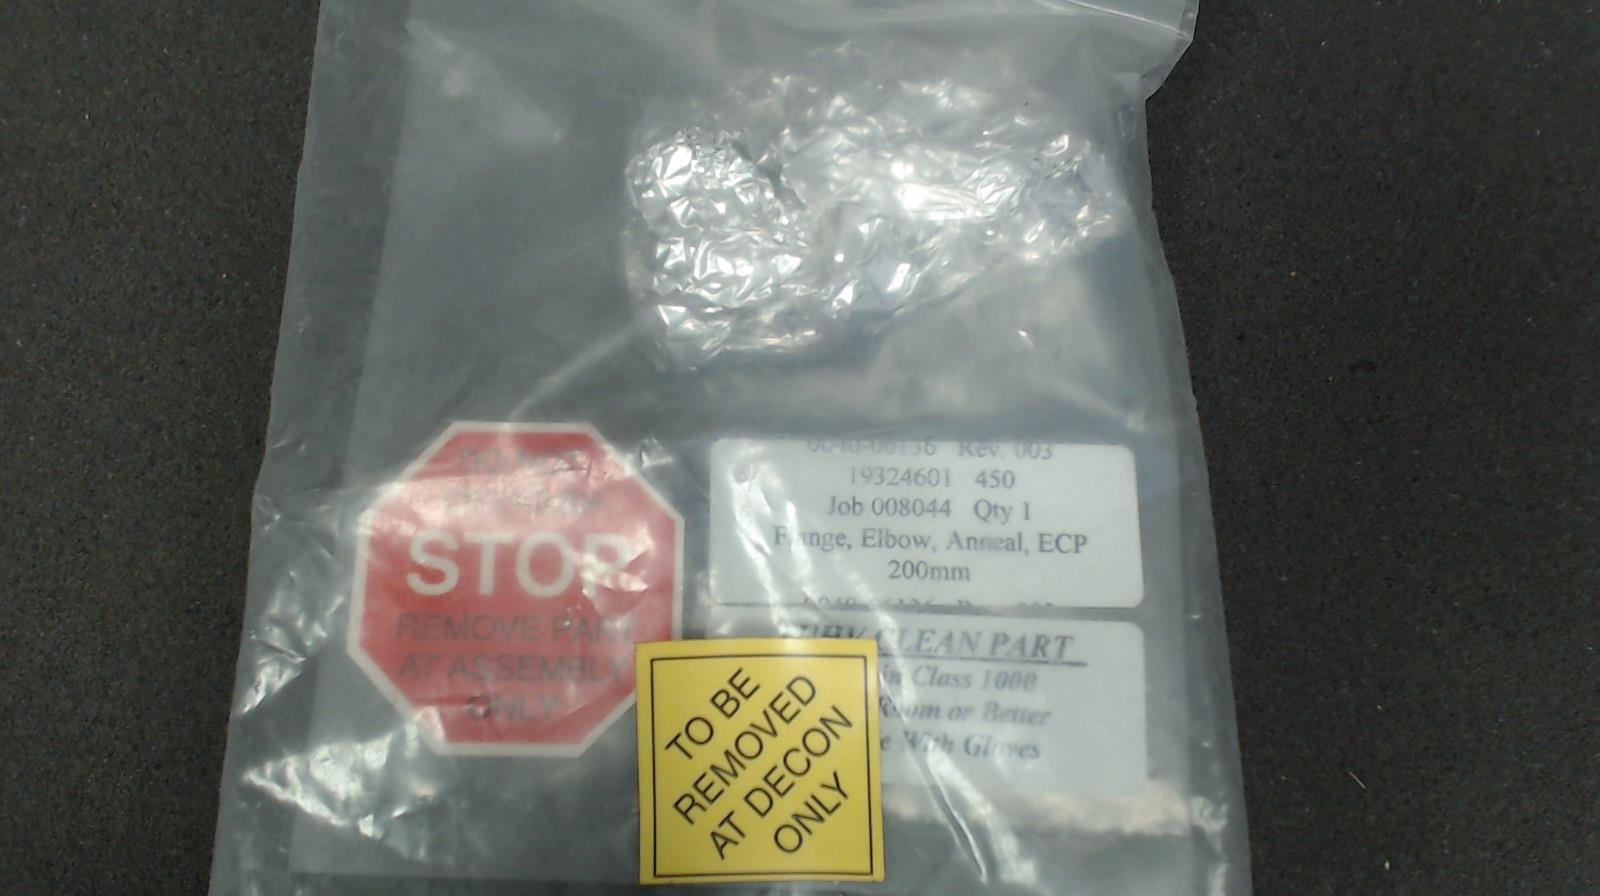 STOP
REMOVE PART
AT ASSEMBLY
ONLY
Rev. 003
19324601 450
Job 008044 Qty 1
Flange, Elbow, Anneal, ECP
200mm
CLEAN PART
in Class 1000
Room or Better
With Gloves
TO BE
REMOVED
AT DECON
ONLY